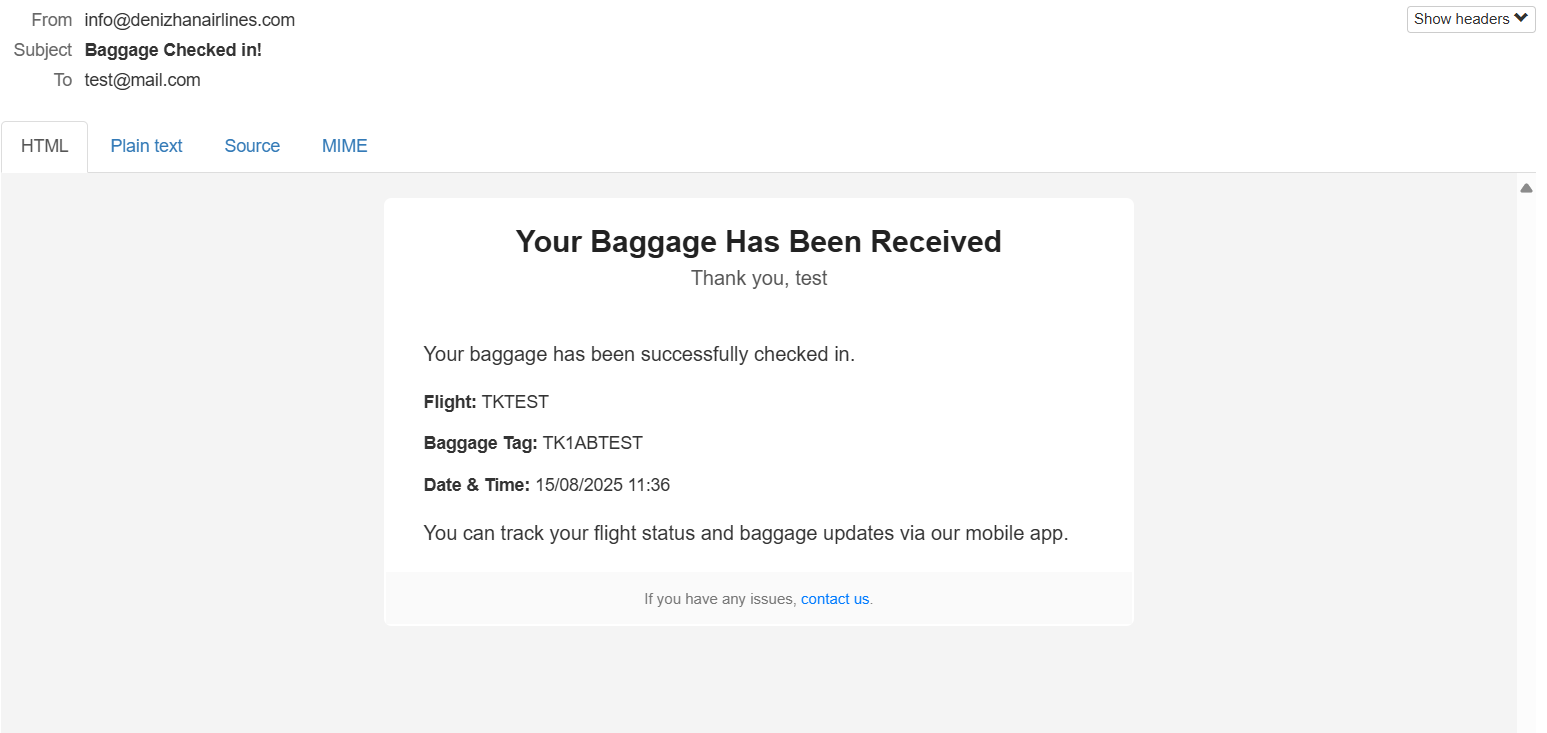 From info@denizhanairlines.com
Show headers
Subject Baggage Checked in!
To test@mail.com
HTML Plain text Source MIME
Your Baggage Has Been Received
Thank you, test
Your baggage has been successfully checked in.
Flight: TKTEST
Baggage Tag: TK1ABTEST
Date & Time: 15/08/2025 11:36
You can track your flight status and baggage updates via our mobile app.
If you have any issues, contact us.